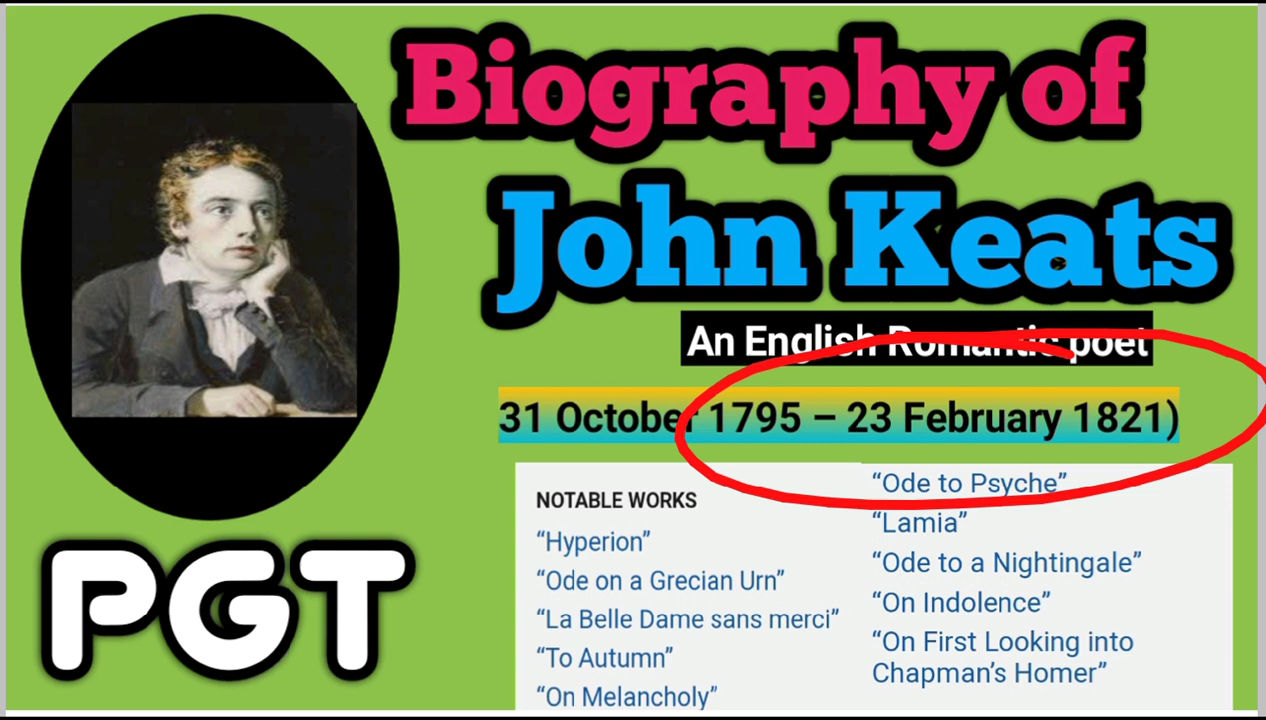 Biography of
John Keats
An English Romantic poet
31 October 1795 – 23 February 1821)
PGT
NOTABLE WORKS
“Hyperion”
“Ode on a Grecian Urn”
“La Belle Dame sans merci”
“To Autumn”
“On Melancholy”
“Ode to Psyche”
“Lamia”
“Ode to a Nightingale”
“On Indolence”
“On First Looking into
Chapman’s Homer”